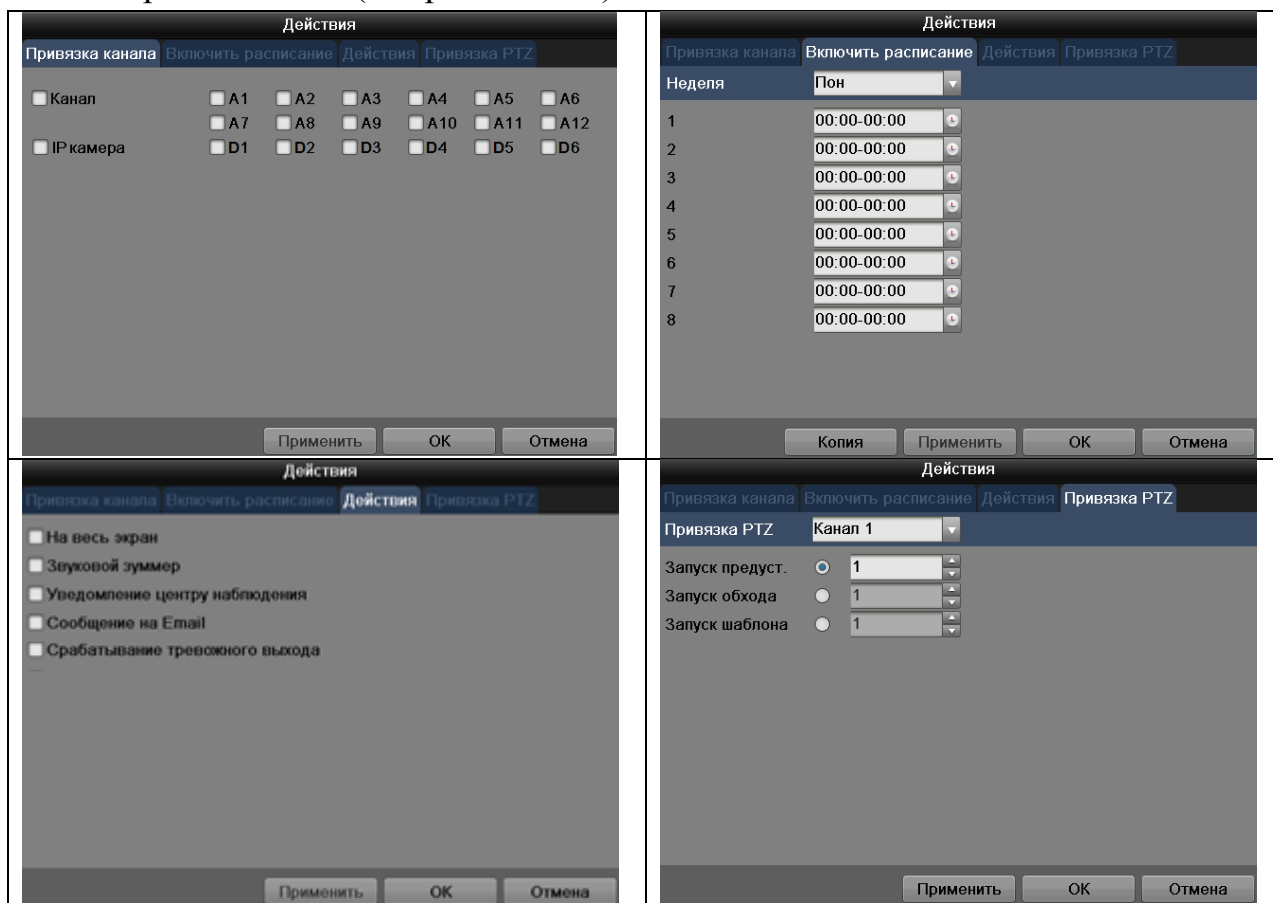 Действия
Привязка канала Включить расписание Действия Привязка PTZ
Канал A1 A2 A3 A4 A5 A6
A7 A8 A9 A10 A11 A12
IP камера D1 D2 D3 D4 D5 D6
Применить OK Отмена
Действия
Привязка канала Включить расписание Действия Привязка PTZ
Неделя Пон
1 00:00-00:00
2 00:00-00:00
3 00:00-00:00
4 00:00-00:00
5 00:00-00:00
6 00:00-00:00
7 00:00-00:00
8 00:00-00:00
Копия Применить OK Отмена
Действия
Привязка канала Включить расписание Действия Привязка PTZ
На весь экран
Звуковой зуммер
Уведомление центру наблюдения
Сообщение на Email
Срабатывание тревожного выхода
Применить OK Отмена
Действия
Привязка канала Включить расписание Действия Привязка PTZ
Привязка PTZ Канал 1
Запуск предуст. 1
Запуск обхода 1
Запуск шаблона 1
Применить OK Отмена